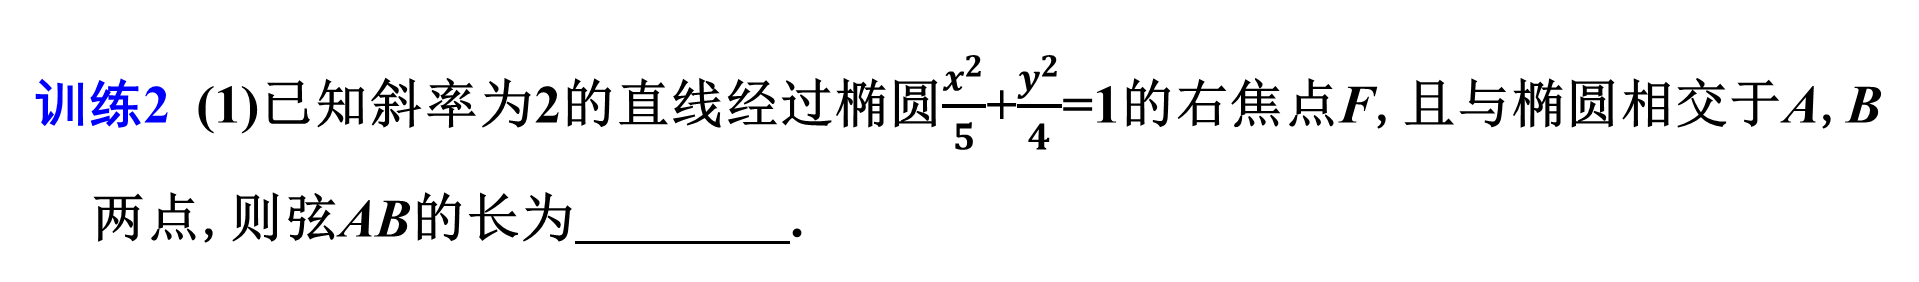 训练2 (1)已知斜率为2的直线经过椭圆x²/5+y²/4=1的右焦点F,且与椭圆相交于A,B
两点,则弦AB的长为________.